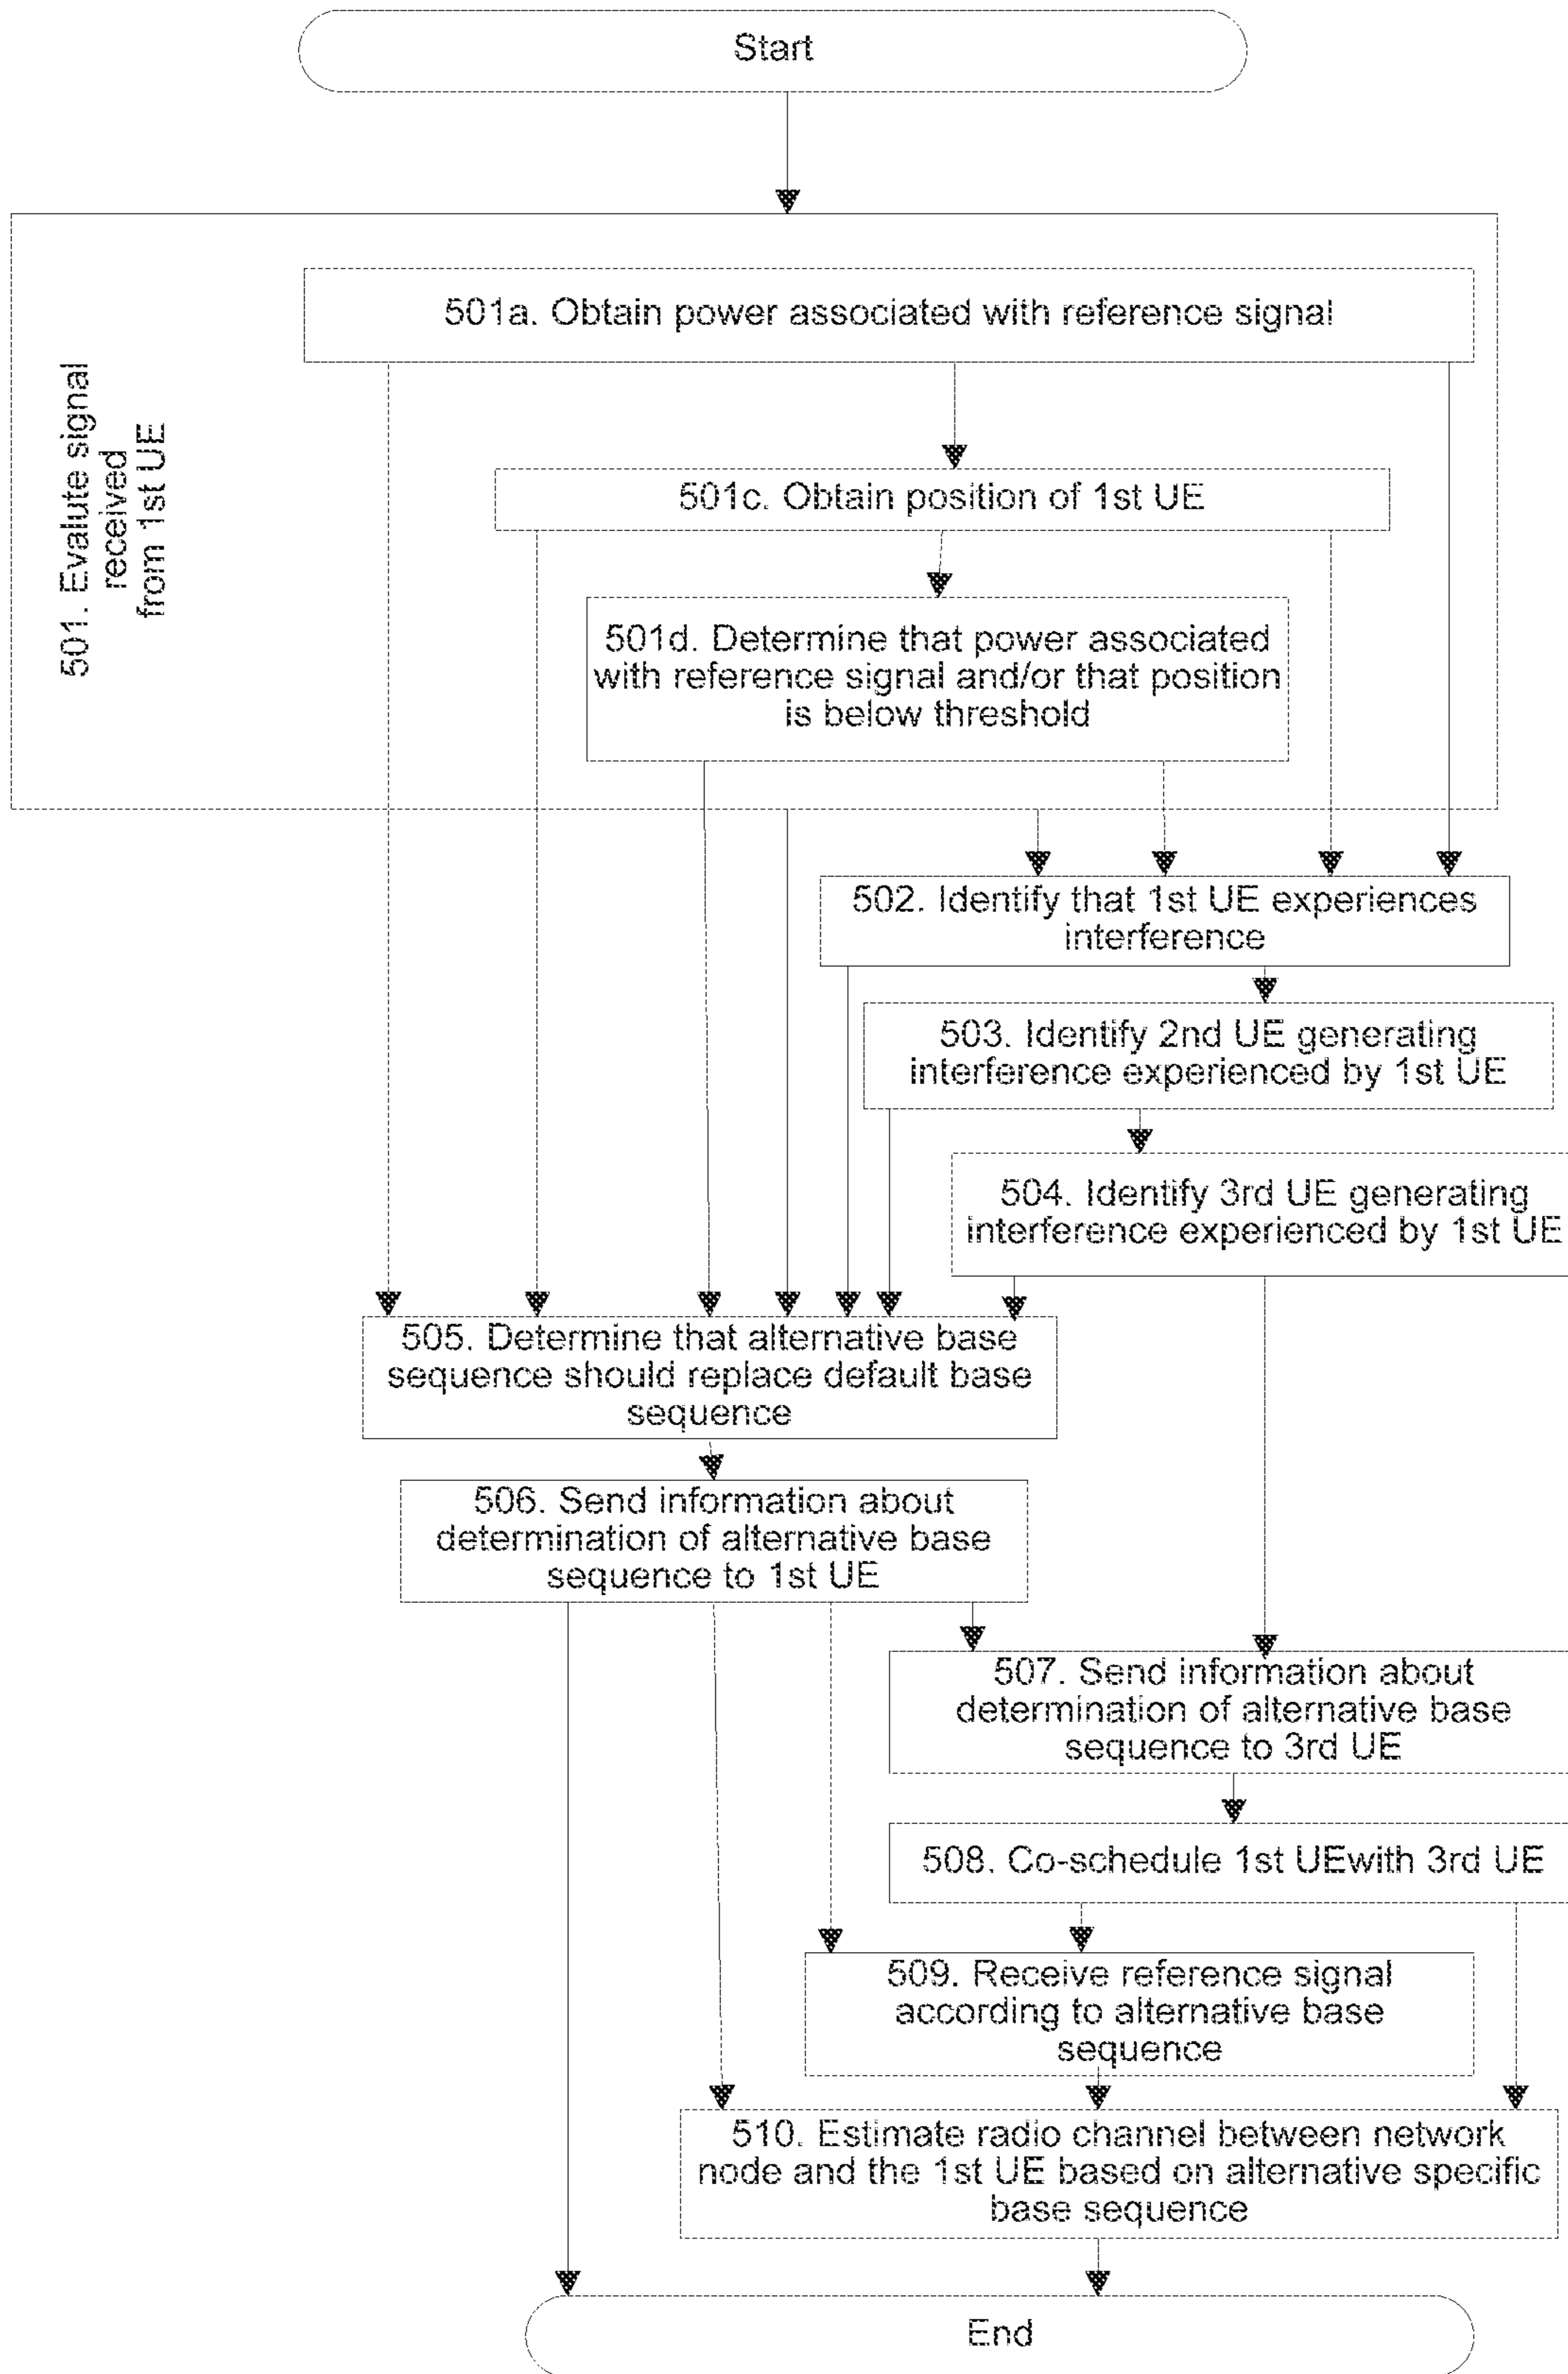 Start
501. Evalute signal
received
from 1st UE
501a. Obtain power associated with reference signal
501c. Obtain position of 1st UE
501d. Determine that power associated
with reference signal and/or that position
is below threshold
502. Identify that 1st UE experiences
interference
503. Identify 2nd UE generating
interference experienced by 1st UE
504. Identify 3rd UE generating
interference experienced by 1st UE
505. Determine that alternative base
sequence should replace default base
sequence
506. Send information about
determination of alternative base
sequence to 1st UE
507. Send information about
determination of alternative base
sequence to 3rd UE
508. Co-schedule 1st UEwith 3rd UE
509. Receive reference signal
according to alternative base
sequence
510. Estimate radio channel between network
node and the 1st UE based on alternative specific
base sequence
End